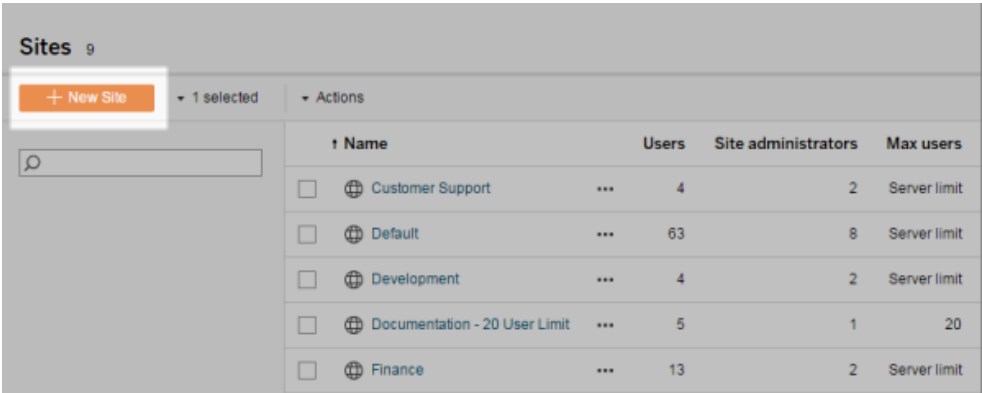 Sites 9
+ New Site 1 selected Actions
↑ Name Users Site administrators Max users
Customer Support ••• 4 2 Server limit
Default ••• 63 8 Server limit
Development ••• 4 2 Server limit
Documentation - 20 User Limit ••• 5 1 20
Finance ••• 13 2 Server limit